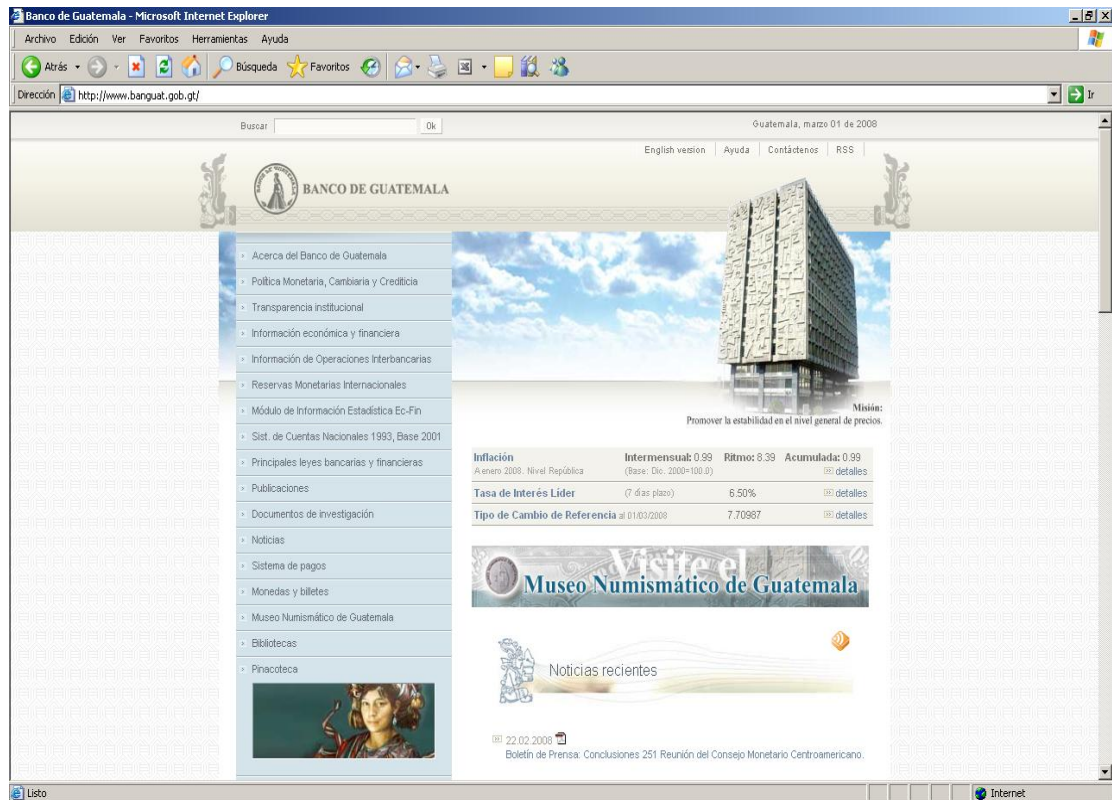 Banco de Guatemala - Microsoft Internet Explorer
Archivo Edición Ver Favoritos Herramientas Ayuda
Atrás Búsqueda Favoritos
Dirección http://www.banguat.gob.gt/ Ir
Buscar Ok Guatemala, marzo 01 de 2008
English version Ayuda Contáctenos RSS
BANCO DE GUATEMALA
Acerca del Banco de Guatemala
Política Monetaria, Cambiaria y Crediticia
Transparencia institucional
Información económica y financiera
Información de Operaciones Interbancarias
Reservas Monetarias Internacionales
Módulo de Información Estadística Ec-Fin
Sist. de Cuentas Nacionales 1993, Base 2001
Principales leyes bancarias y financieras
Publicaciones
Documentos de investigación
Noticias
Sistema de pagos
Monedas y billetes
Museo Numismático de Guatemala
Bibliotecas
Pinacoteca
Misión:
Promover la estabilidad en el nivel general de precios.
Inflación Intermensual: 0.99 Ritmo: 8.39 Acumulada: 0.99
A enero 2008. Nivel República (Base: Dic. 2000=100.0) detalles
Tasa de Interés Líder (7 días plazo) 6.50% detalles
Tipo de Cambio de Referencia al 01/03/2008 7.70987 detalles
Visite el
Museo Numismático de Guatemala
Noticias recientes
22.02.2008
Boletín de Prensa: Conclusiones 251 Reunión del Consejo Monetario Centroamericano.
Listo Internet